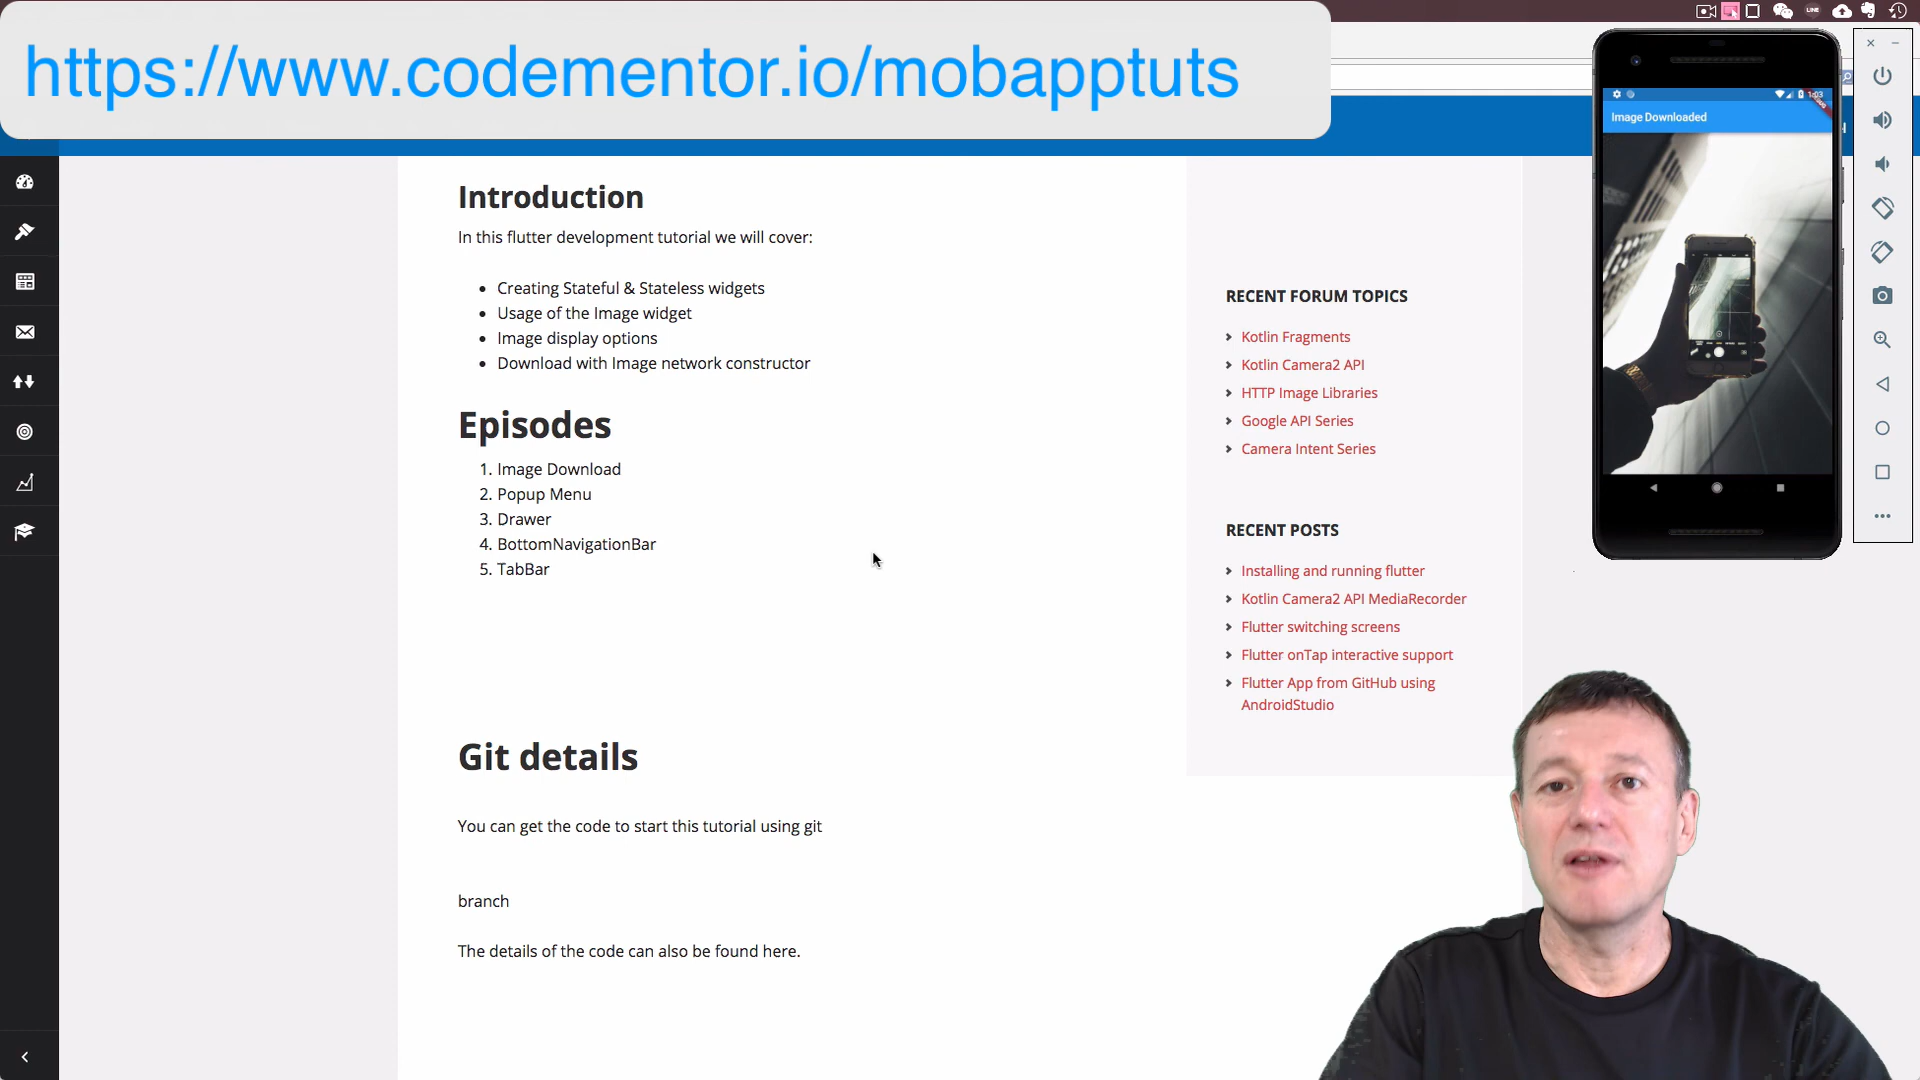 https://www.codementor.io/mobapptuts
Introduction
In this flutter development tutorial we will cover:
Creating Stateful & Stateless widgets
Usage of the Image widget
Image display options
Download with Image network constructor
Episodes
1. Image Download
2. Popup Menu
3. Drawer
4. BottomNavigationBar
5. TabBar
Git details
You can get the code to start this tutorial using git
branch
The details of the code can also be found here.
RECENT FORUM TOPICS
Kotlin Fragments
Kotlin Camera2 API
HTTP Image Libraries
Google API Series
Camera Intent Series
RECENT POSTS
Installing and running flutter
Kotlin Camera2 API MediaRecorder
Flutter switching screens
Flutter onTap interactive support
Flutter App from GitHub using
AndroidStudio
LINE
1:03
Image Downloaded